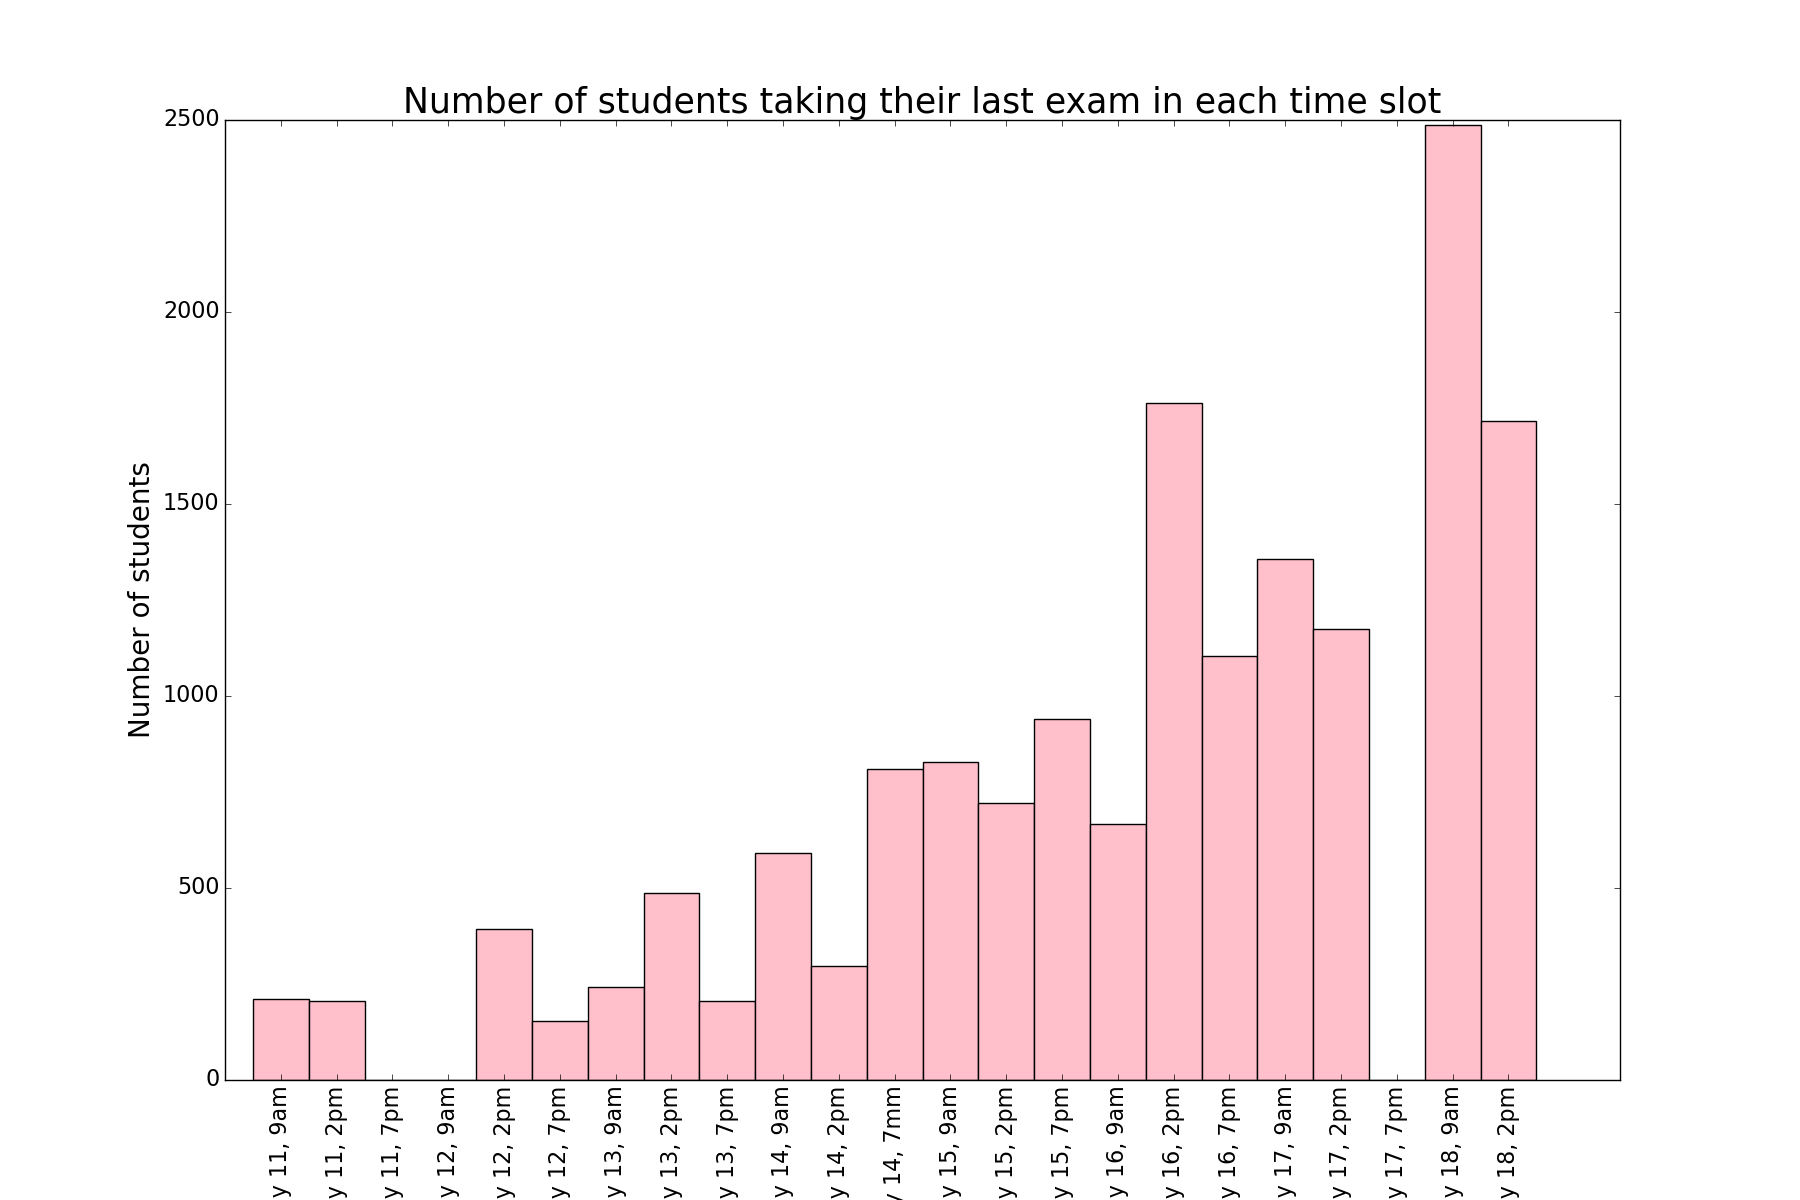 Number of students taking their last exam in each time slot
Number of students
2500
2000
1500
1000
500
0
y 11, 9am
y 11, 2pm
y 11, 7pm
y 12, 9am
y 12, 2pm
y 12, 7pm
y 13, 9am
y 13, 2pm
y 13, 7pm
y 14, 9am
y 14, 2pm
y 14, 7mm
y 15, 9am
y 15, 2pm
y 15, 7pm
y 16, 9am
y 16, 2pm
y 16, 7pm
y 17, 9am
y 17, 2pm
y 17, 7pm
y 18, 9am
y 18, 2pm